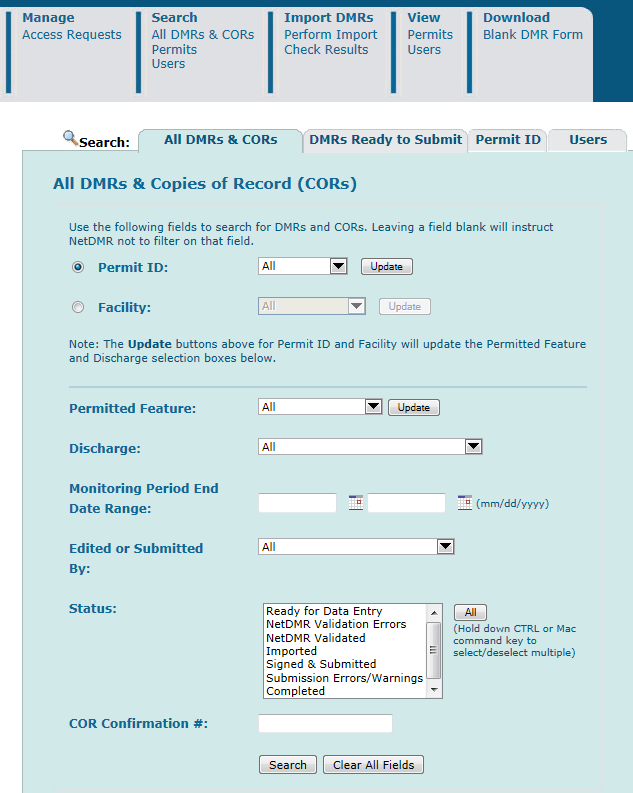 Manage
Access Requests
Search
All DMRs & CORs
Permits
Users
Import DMRs
Perform Import
Check Results
View
Permits
Users
Download
Blank DMR Form
Search:
All DMRs & CORs
DMRs Ready to Submit
Permit ID
Users
All DMRs & Copies of Record (CORs)
Use the following fields to search for DMRs and CORs. Leaving a field blank will instruct
NetDMR not to filter on that field.
Permit ID: All Update
Facility: All Update
Note: The Update buttons above for Permit ID and Facility will update the Permitted Feature
and Discharge selection boxes below.
Permitted Feature: All Update
Discharge: All
Monitoring Period End
Date Range: (mm/dd/yyyy)
Edited or Submitted All
By:
Status:
Ready for Data Entry
NetDMR Validation Errors
NetDMR Validated
Imported
Signed & Submitted
Submission Errors/Warnings
Completed
All
(Hold down CTRL or Mac
command key to
select/deselect multiple)
COR Confirmation #:
Search Clear All Fields